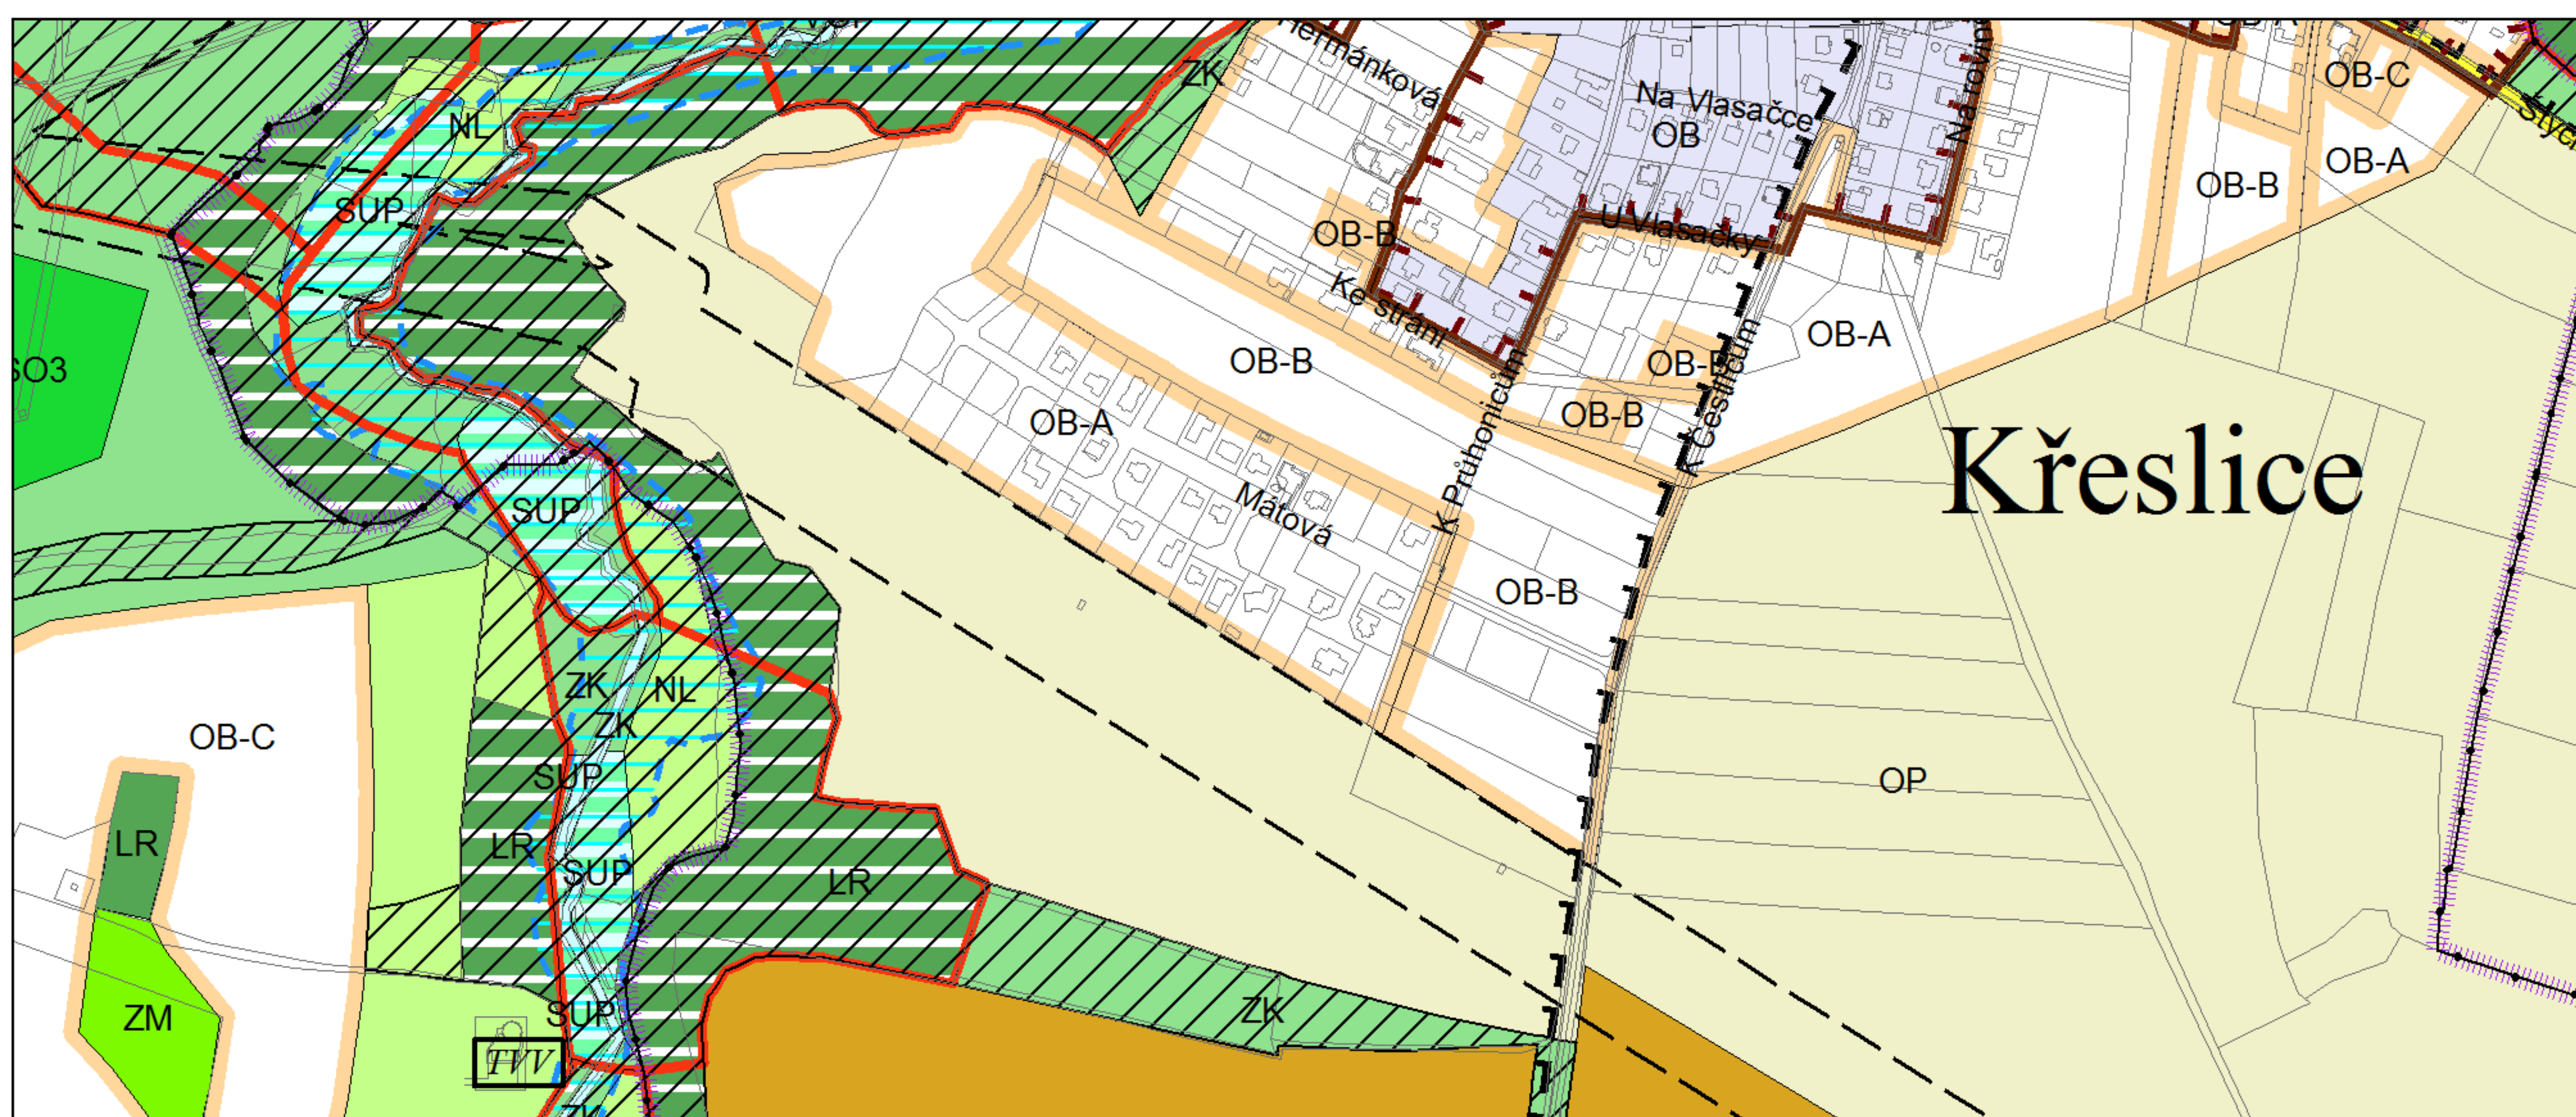 Heřmánková
ZK
Na Vlasačce
OB
Na rovin
OB-C
NL
OB-A
OB-B
SUP
OB-B
U Vlasačky
Ke stráni
OB-A
OB-B
OB-B
SO3
OB-A
OB-B
K Průhonicům
K Čestlicům
Křeslice
SUP
Mátová
OB-B
ZK
NL
ZK
OB-C
SUP
OP
LR
LR
SUP
LR
ZM
SUP
ZK
TVV
ZK